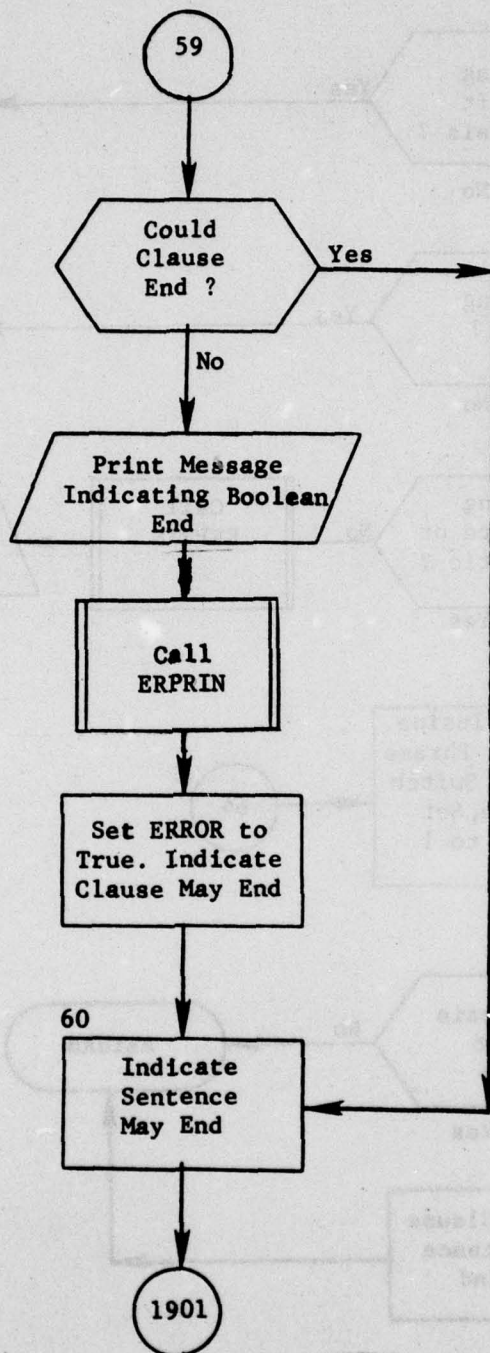 59
Could
Clause
End ?
Yes
No
Print Message
Indicating Boolean
End
Call
ERPRIN
Set ERROR to
True. Indicate
Clause May End
60
Indicate
Sentence
May End
1901